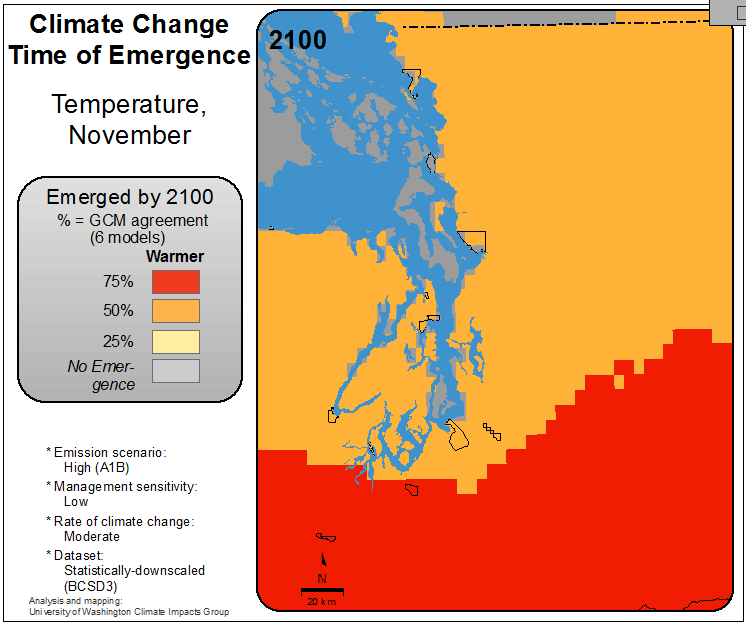 Climate Change
Time of Emergence
Temperature,
November
Emerged by 2100
% = GCM agreement
(6 models)
Warmer
75%
50%
25%
No Emer-
gence
* Emission scenario:
High (A1B)
* Management sensitivity:
Low
* Rate of climate change:
Moderate
* Dataset:
Statistically-downscaled
(BCSD3)
Analysis and mapping:
University of Washington Climate Impacts Group
2100
N
20 km